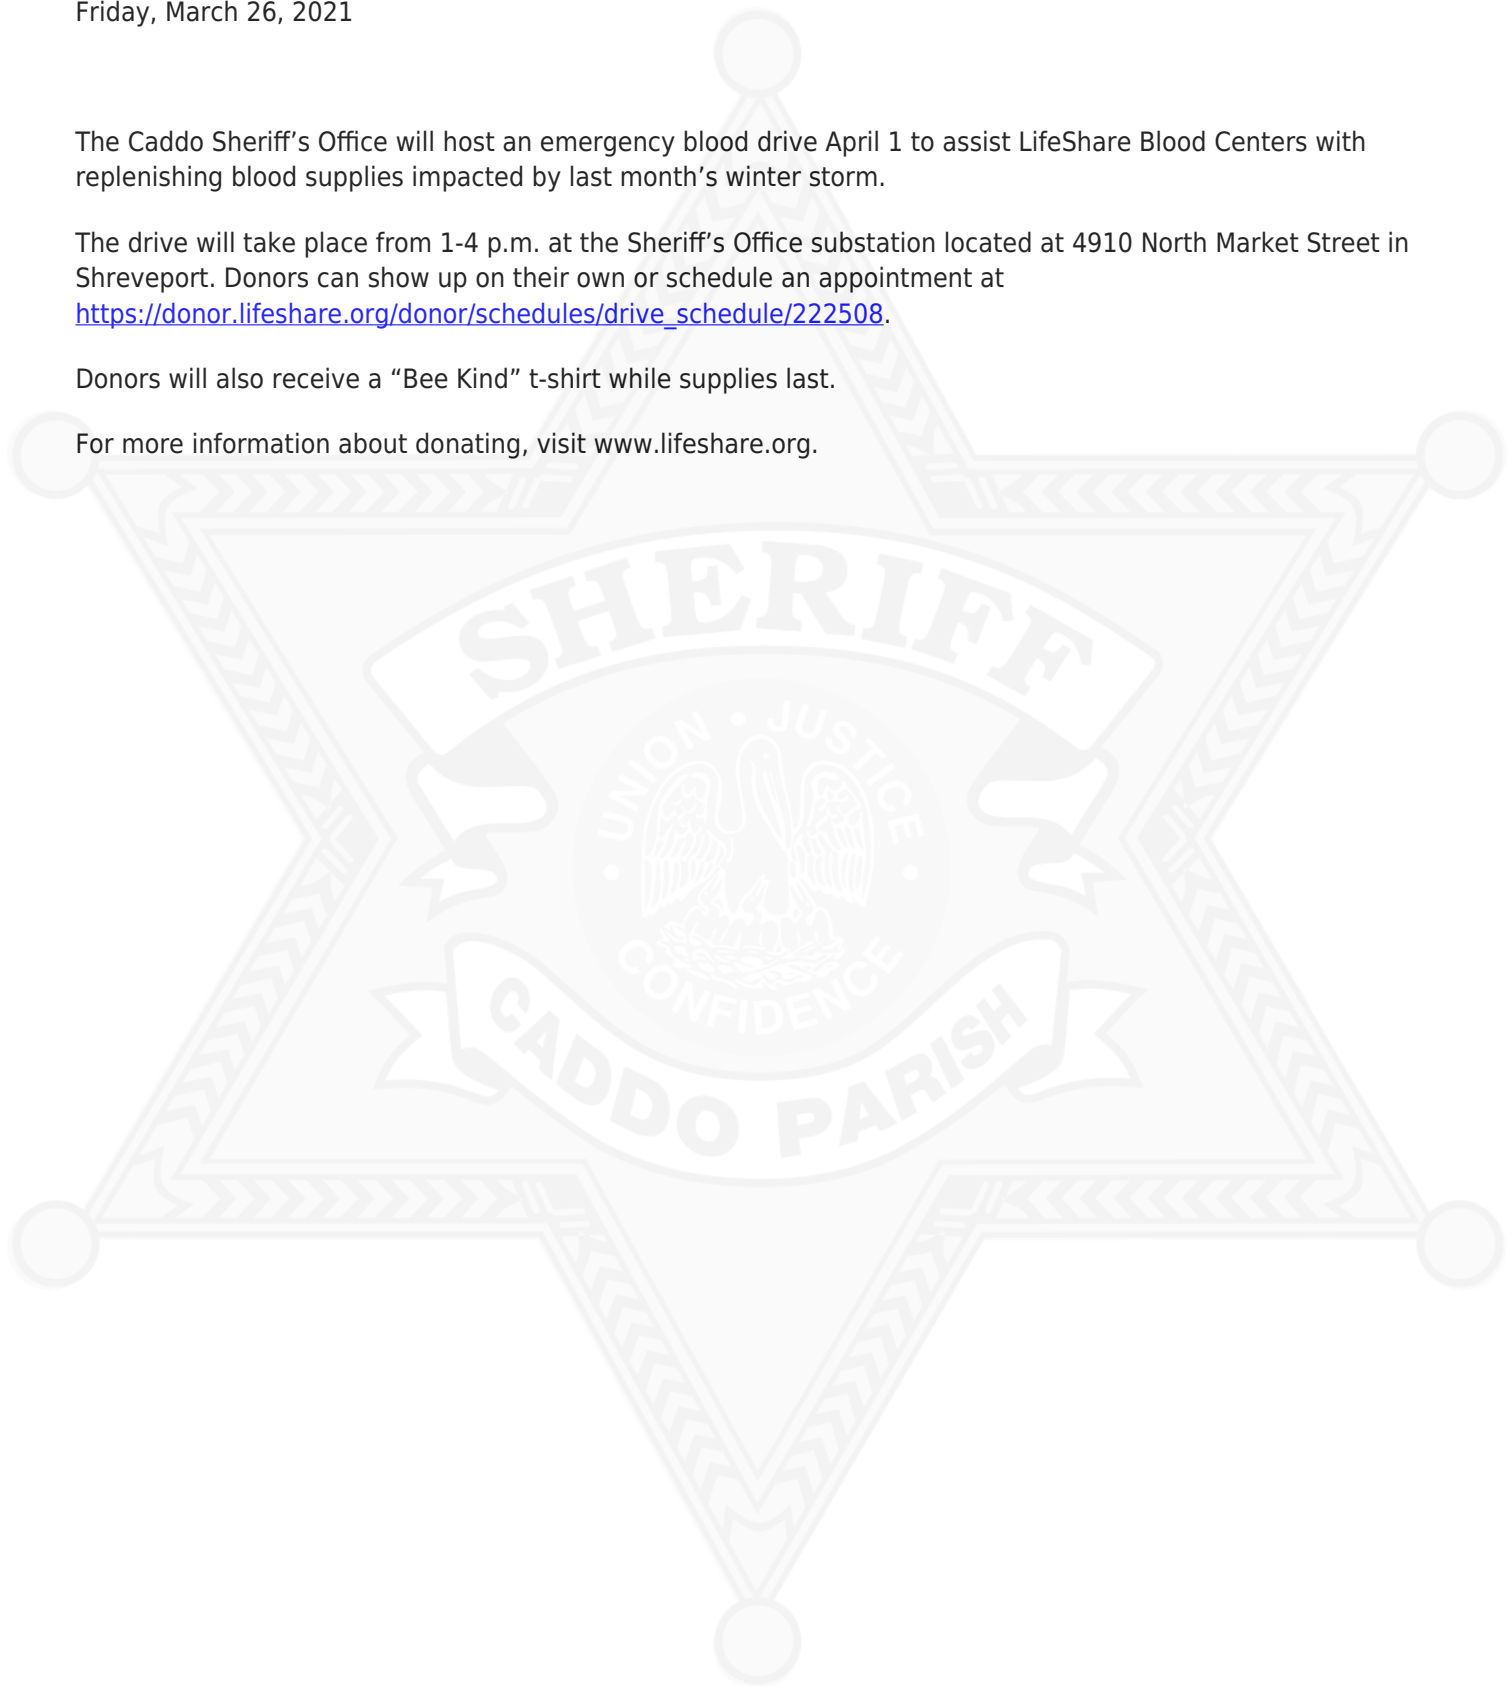 Friday, March 26, 2021
The Caddo Sheriff’s Office will host an emergency blood drive April 1 to assist LifeShare Blood Centers with
replenishing blood supplies impacted by last month’s winter storm.
The drive will take place from 1-4 p.m. at the Sheriff’s Office substation located at 4910 North Market Street in
Shreveport. Donors can show up on their own or schedule an appointment at
https://donor.lifeshare.org/donor/schedules/drive_schedule/222508.
Donors will also receive a “Bee Kind” t-shirt while supplies last.
For more information about donating, visit www.lifeshare.org.
SHERIFF
UNION • JUSTICE
• CONFIDENCE •
CADDO PARISH